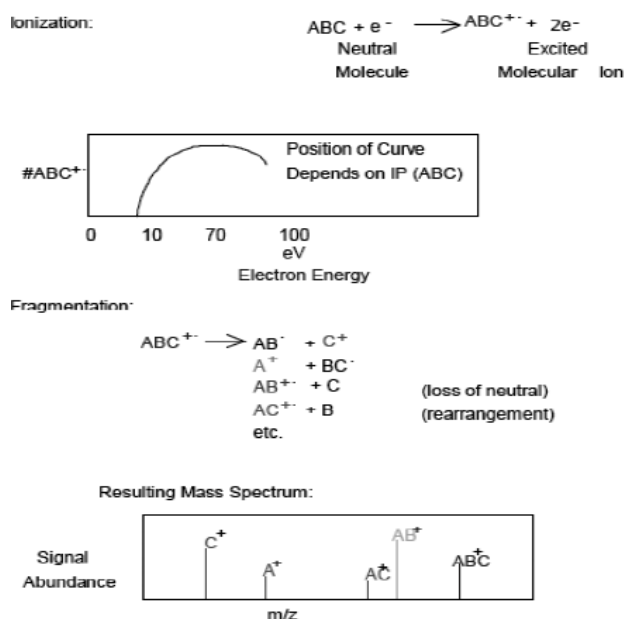 Ionization:
ABC + e⁻ ⟶ ABC⁺· + 2e-
Neutral Excited
Molecule Molecular Ion
Position of Curve
#ABC⁺· Depends on IP (ABC)
0 10 70 100
eV
Electron Energy
Fragmentation:
ABC⁺· ⟶ AB· + C⁺
A⁺ + BC·
AB⁺· + C (loss of neutral)
AC⁺· + B (rearrangement)
etc.
Resulting Mass Spectrum:
C⁺ A⁺ AC⁺ AB⁺ ABC⁺
Signal
Abundance
m/z